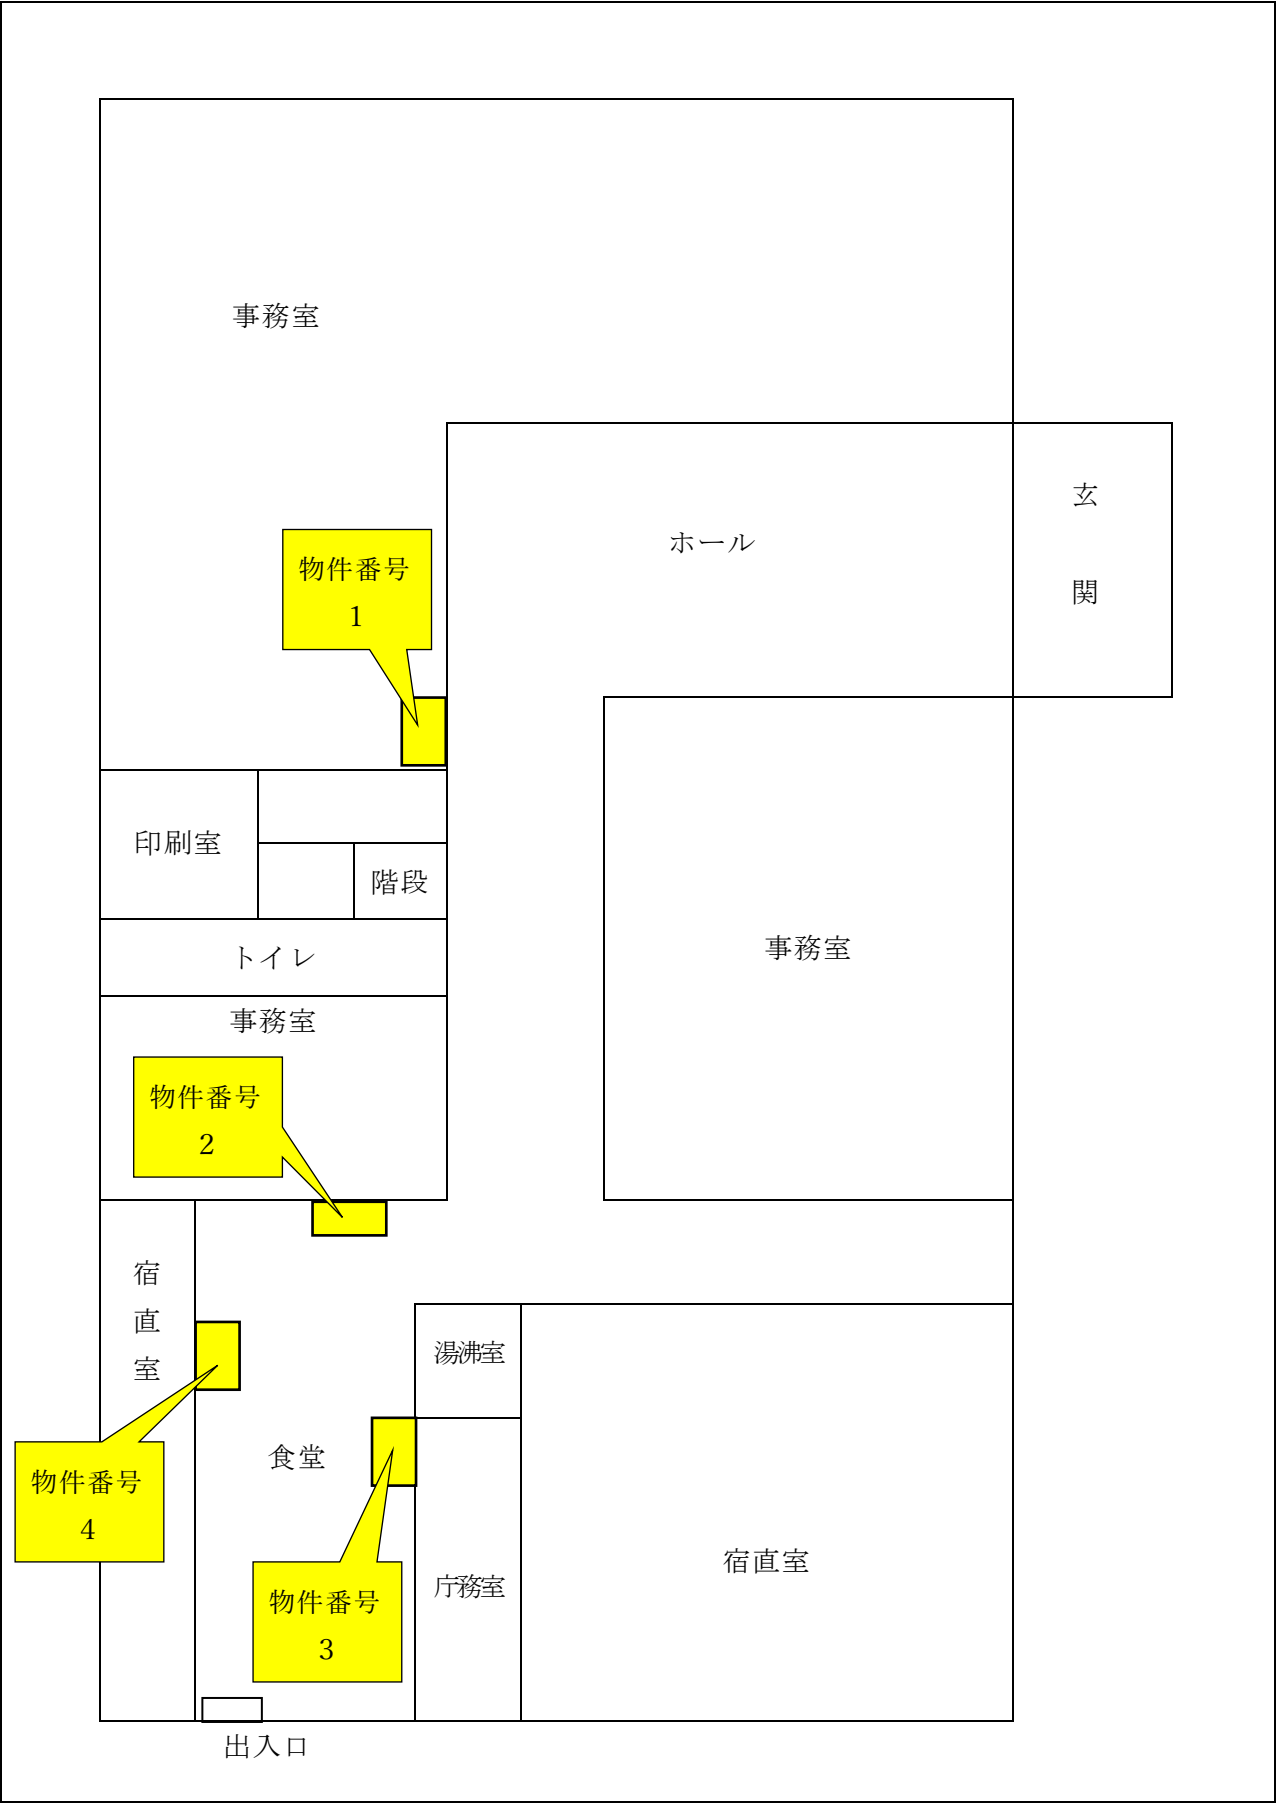 事務室
玄
関
ホール
物件番号
1
印刷室
階段
事務室
トイレ
事務室
物件番号
2
宿
直
室
湯沸室
食堂
物件番号
4
宿直室
庁務室
物件番号
3
出入口